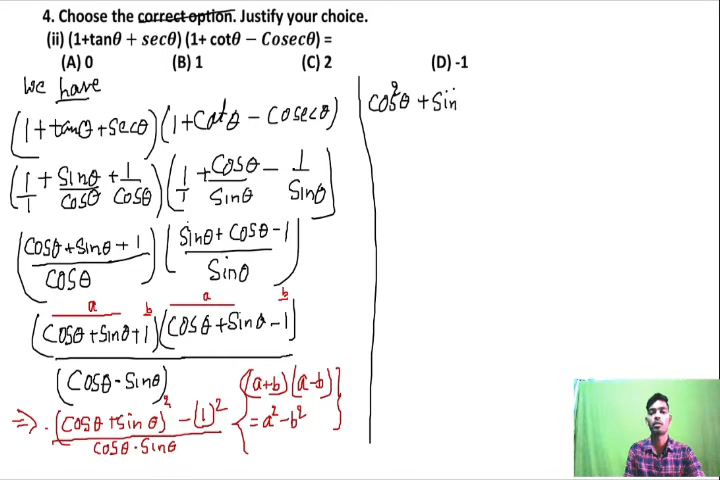 4. Choose the correct option. Justify your choice.
(ii) (1+tanθ + secθ) (1+ cotθ − Cosecθ) =
(A) 0 (B) 1 (C) 2 (D) -1
We have
(1+tanθ+secθ)(1+Cotθ - Cosecθ)
(1/1 + Sinθ/Cosθ + 1/Cosθ)(1/1 + Cosθ/Sinθ - 1/Sinθ)
((Cosθ+Sinθ+1)/Cosθ)((Sinθ+Cosθ-1)/Sinθ)
a b a b
(Cosθ+Sinθ+1)(Cosθ+Sinθ-1)
(Cosθ·Sinθ)
⇒ (Cosθ+Sinθ)² - (1)²
Cosθ·Sinθ
{(a+b)(a-b)
= a²-b²}
Cos²θ + Sin